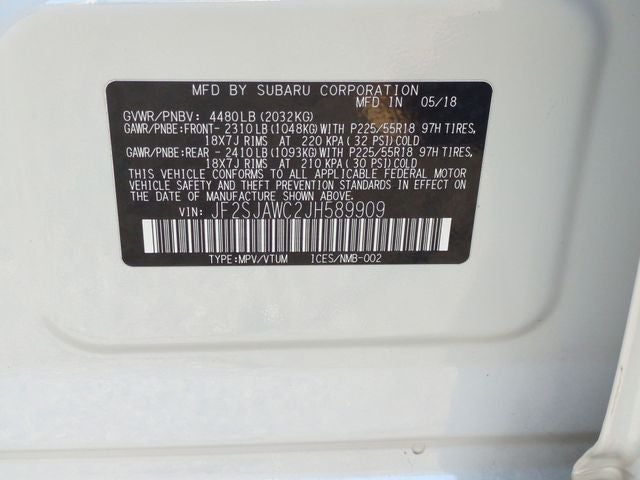 MFD BY SUBARU CORPORATION
MFD IN 05/18
GVWR/PNBV: 4480LB(2032KG)
GAWR/PNBE:FRONT- 2310LB(1048KG)WITH P225/55R18 97H TIRES,
18X7J RIMS AT 220 KPA(32 PSI)COLD
GAWR/PNBE:REAR - 2410LB(1093KG)WITH P225/55R18 97H TIRES,
18X7J RIMS AT 210 KPA(30 PSI)COLD
THIS VEHICLE CONFORMS TO ALL APPLICABLE FEDERAL MOTOR
VEHICLE SAFETY AND THEFT PREVENTION STANDARDS IN EFFECT ON
THE DATE OF MANUFACTURE SHOWN ABOVE.
VIN: JF2SJAWC2JH589909
TYPE:MPV/VTUM ICES/NMB-002